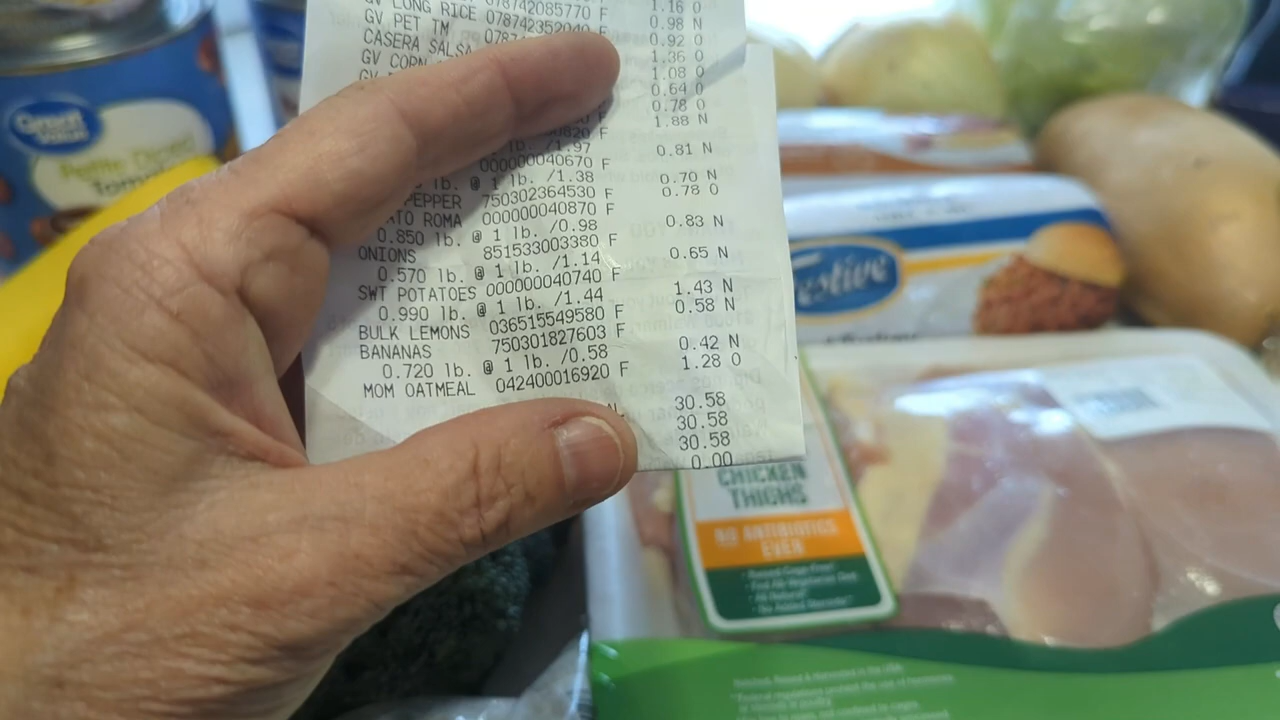 GV LONG RICE 078742085770 F 1.16 O
GV PET TM 0.98 N
CASERA SALSA 0.92 O
GV CORN 1.36 O
GV 1.08 O
0.64 O
0.78 O
F 1.88 N
820 F
lb. /1.97 0.81 N
000000040670 F
lb. @ 1 lb. /1.38 0.70 N
PEPPER 750302364530 F 0.78 O
TO ROMA 000000040870 F
0.850 lb. @ 1 lb. /0.98 0.83 N
ONIONS 851533003380 F
0.570 lb. @ 1 lb. /1.14 0.65 N
SWT POTATOES 000000040740 F
0.990 lb. @ 1 lb. /1.44 1.43 N
BULK LEMONS 036515549580 F 0.58 N
BANANAS 750301827603 F
0.720 lb. @ 1 lb. /0.58 0.42 N
MOM OATMEAL 042400016920 F 1.28 O
30.58
30.58
30.58
0.00
Great Value
Petite Diced
Tomatoes
Festive
CHICKEN
THIGHS
NO ANTIBIOTICS
EVER